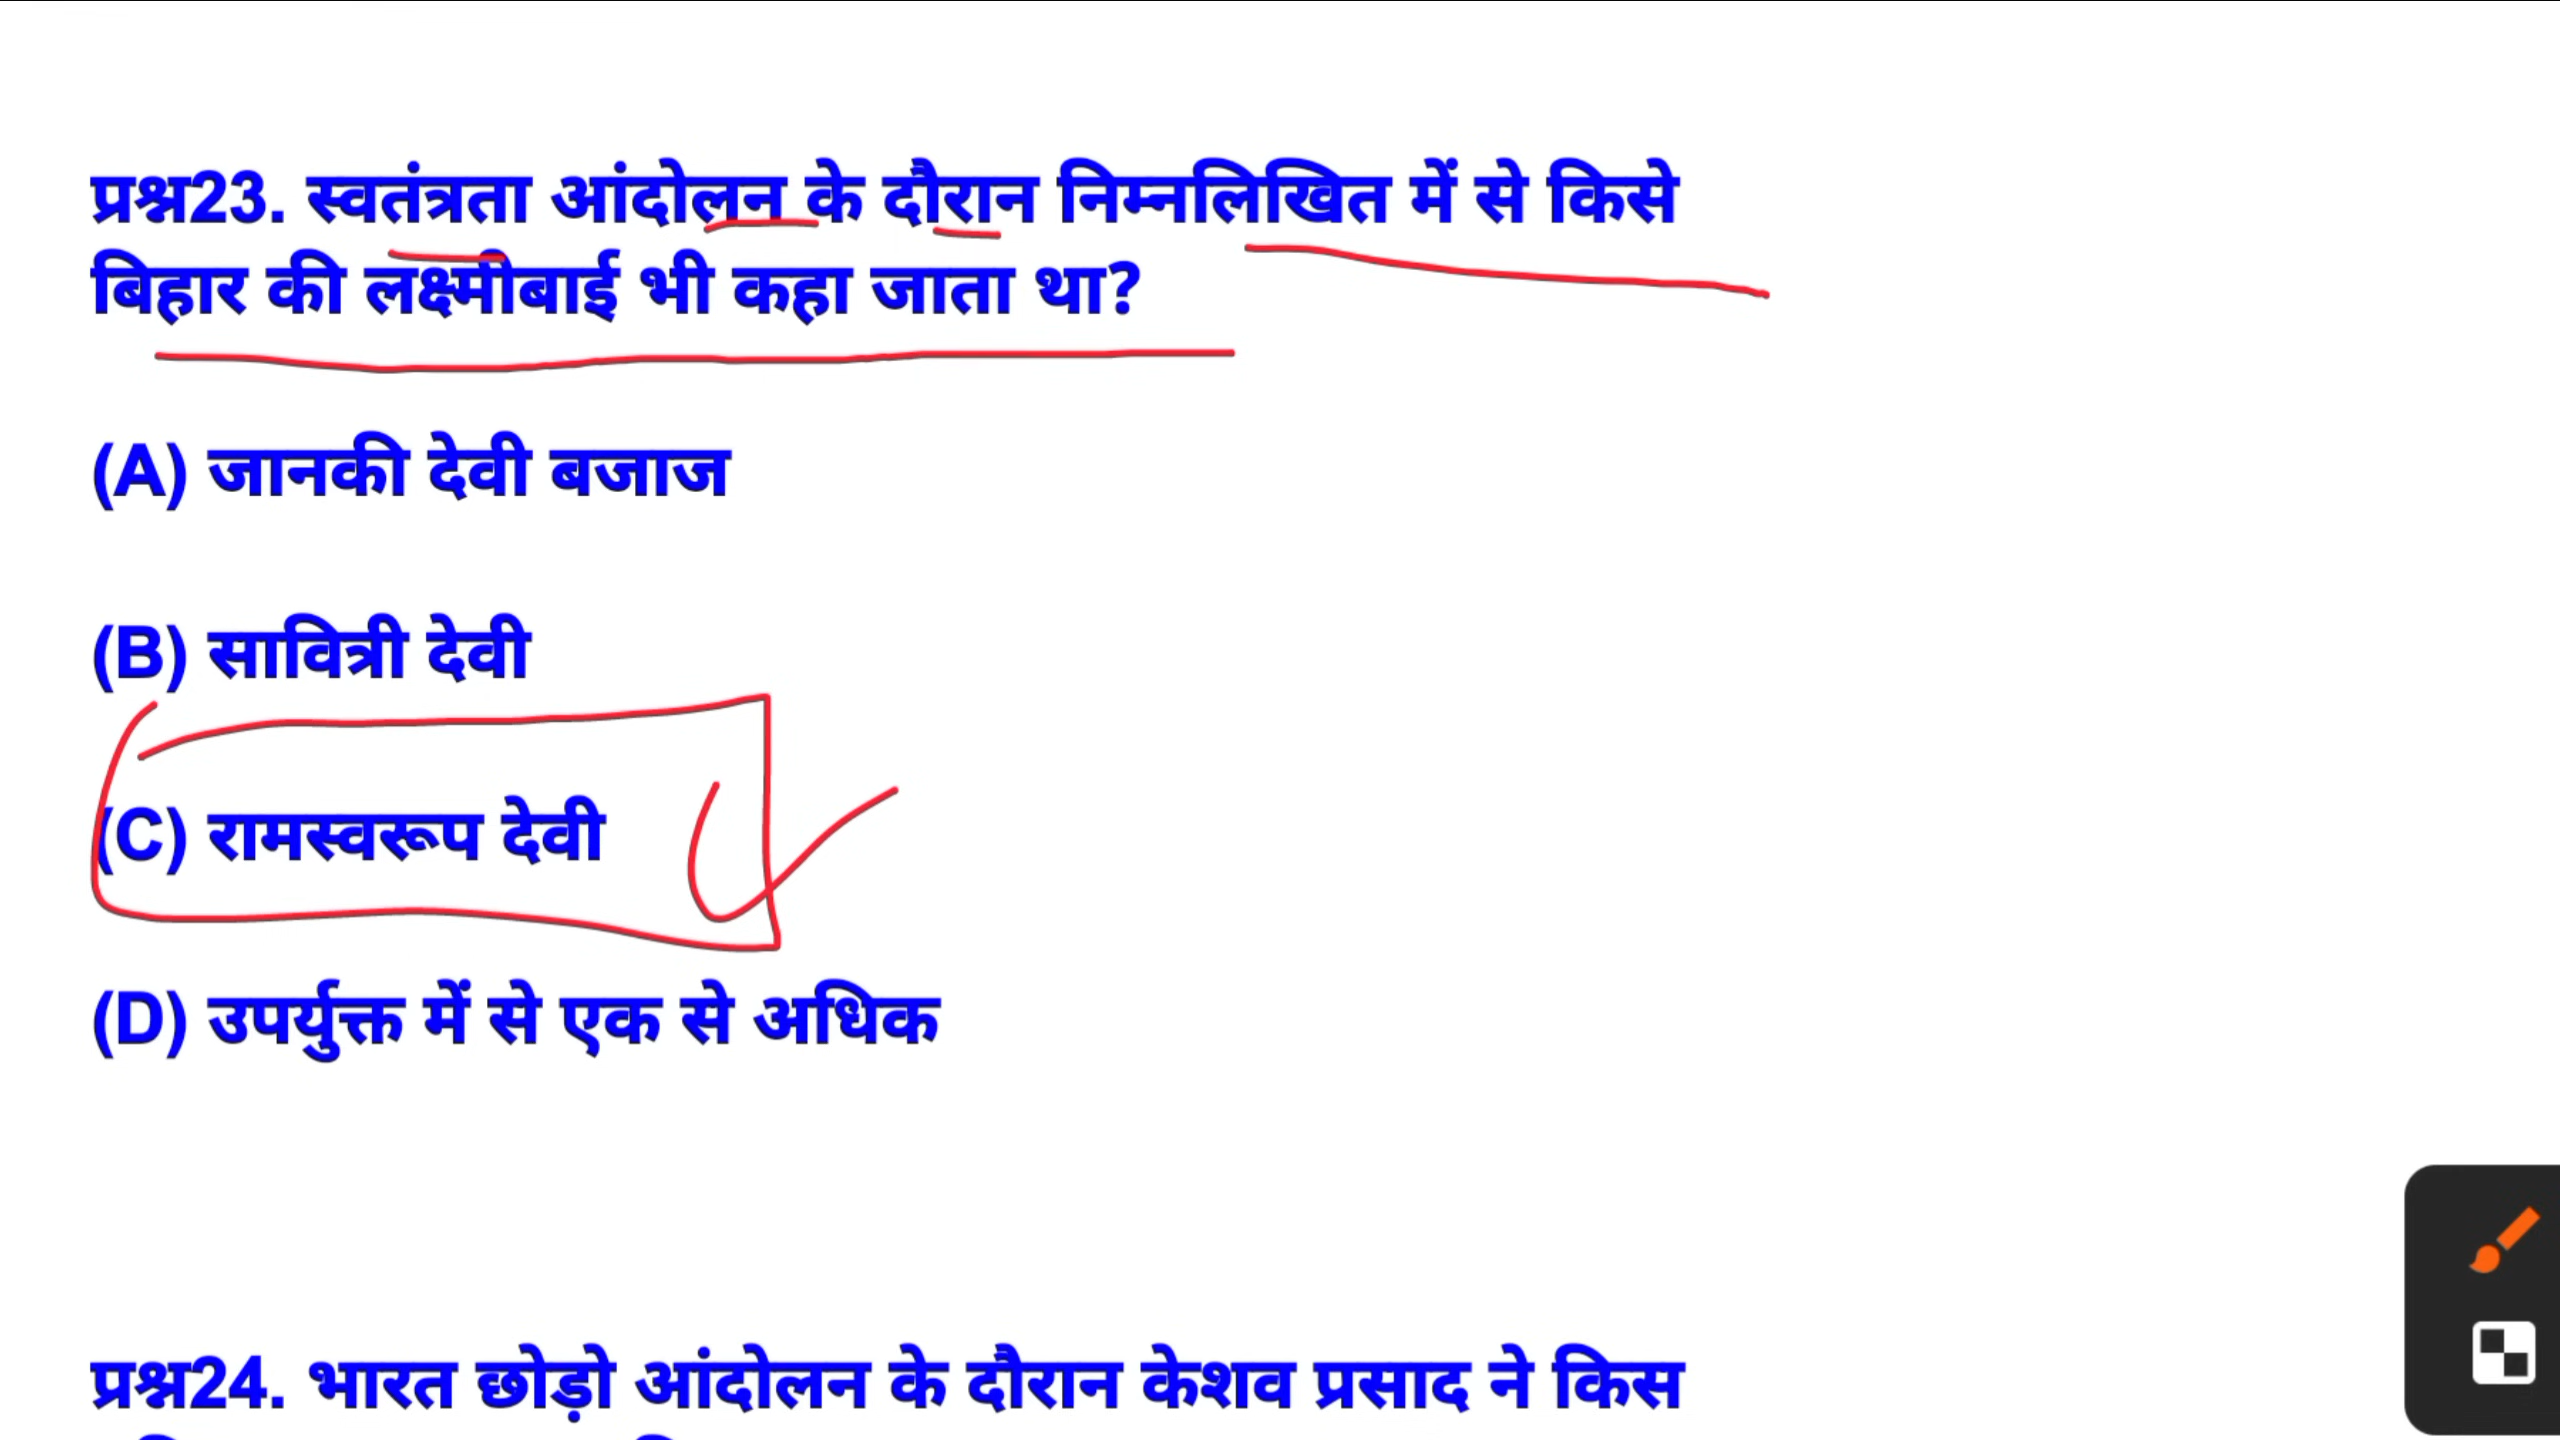 प्रश्न23. स्वतंत्रता आंदोलन के दौरान निम्नलिखित में से किसे
बिहार की लक्ष्मीबाई भी कहा जाता था?
(A) जानकी देवी बजाज
(B) सावित्री देवी
(C) रामस्वरूप देवी
(D) उपर्युक्त में से एक से अधिक
प्रश्न24. भारत छोड़ो आंदोलन के दौरान केशव प्रसाद ने किस